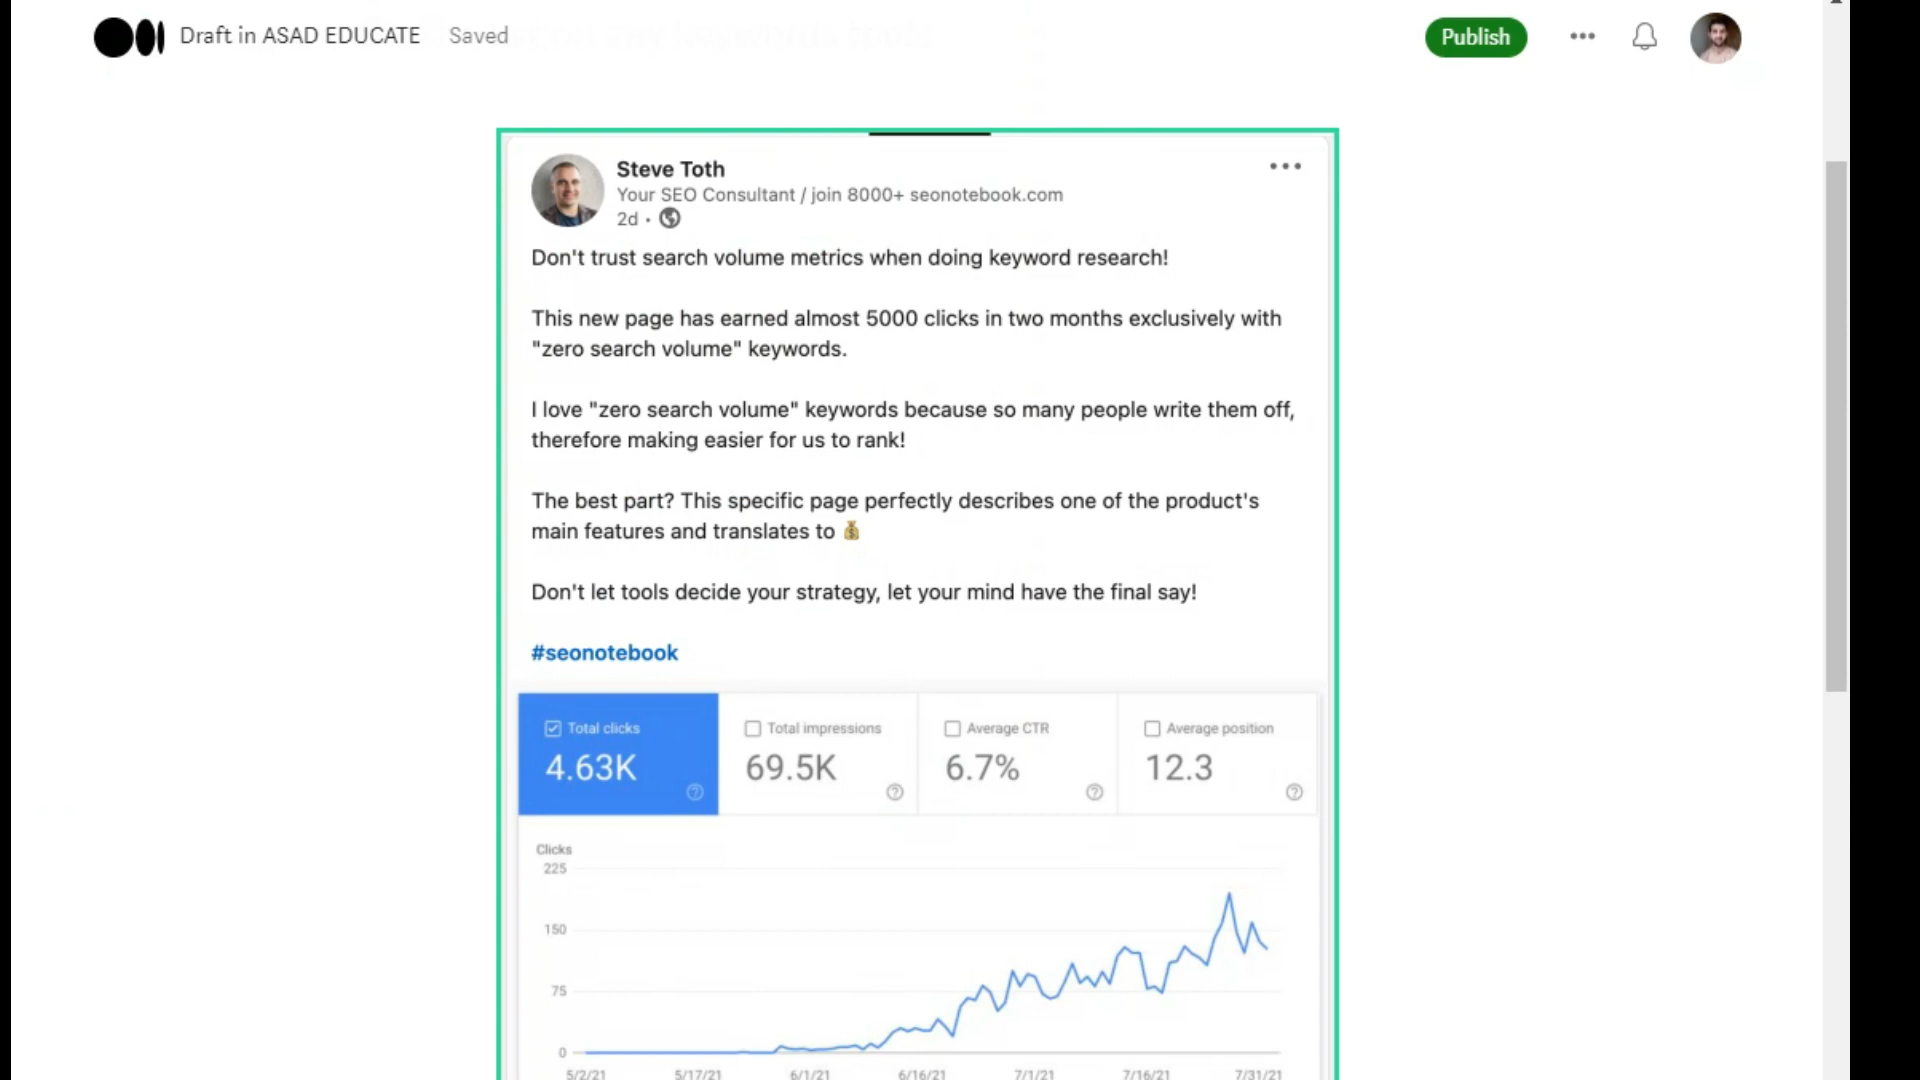 Draft in ASAD EDUCATE Saved
Publish
Steve Toth
Your SEO Consultant / join 8000+ seonotebook.com
2d •
Don't trust search volume metrics when doing keyword research!
This new page has earned almost 5000 clicks in two months exclusively with
"zero search volume" keywords.
I love "zero search volume" keywords because so many people write them off,
therefore making easier for us to rank!
The best part? This specific page perfectly describes one of the product's
main features and translates to 💰
Don't let tools decide your strategy, let your mind have the final say!
#seonotebook
Total clicks Total impressions Average CTR Average position
4.63K 69.5K 6.7% 12.3
Clicks
225
150
75
0
5/2/21 5/17/21 6/1/21 6/16/21 7/1/21 7/16/21 7/31/21